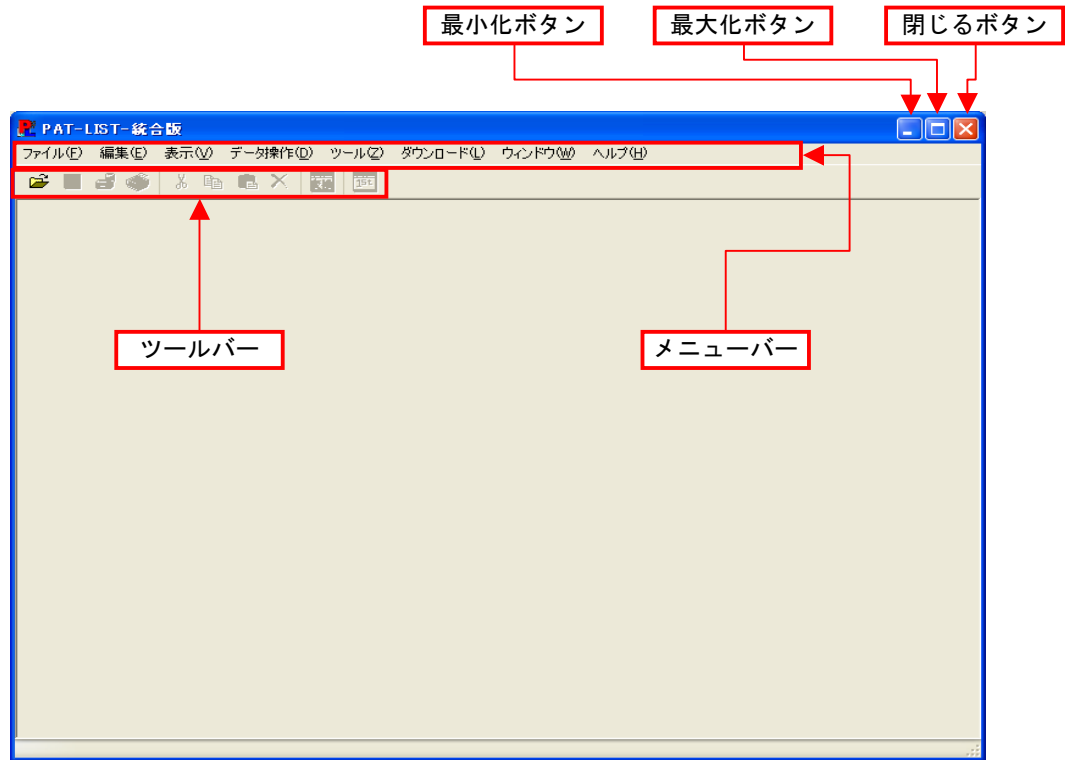 最小化ボタン 最大化ボタン 閉じるボタン
PAT-LIST-統合版
ファイル(F) 編集(E) 表示(V) データ操作(D) ツール(Z) ダウンロード(L) ウィンドウ(W) ヘルプ(H)
ツールバー メニューバー